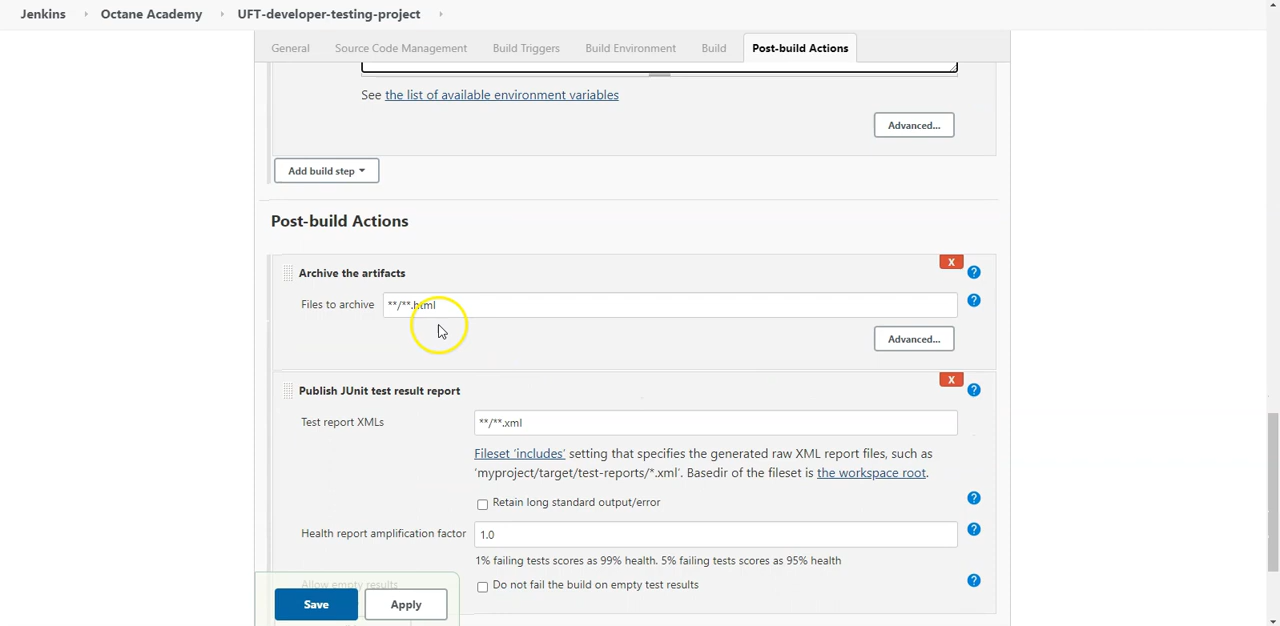 Jenkins Octane Academy UFT-developer-testing-project
General Source Code Management Build Triggers Build Environment Build Post-build Actions
See the list of available environment variables
Advanced...
Add build step
Post-build Actions
X
Archive the artifacts ?
Files to archive **/**.html ?
Advanced...
X
Publish JUnit test result report ?
Test report XMLs **/**.xml
Fileset 'includes' setting that specifies the generated raw XML report files, such as
'myproject/target/test-reports/*.xml'. Basedir of the fileset is the workspace root.
Retain long standard output/error ?
Health report amplification factor 1.0 ?
1% failing tests scores as 99% health. 5% failing tests scores as 95% health
Allow empty results Do not fail the build on empty test results ?
Save Apply